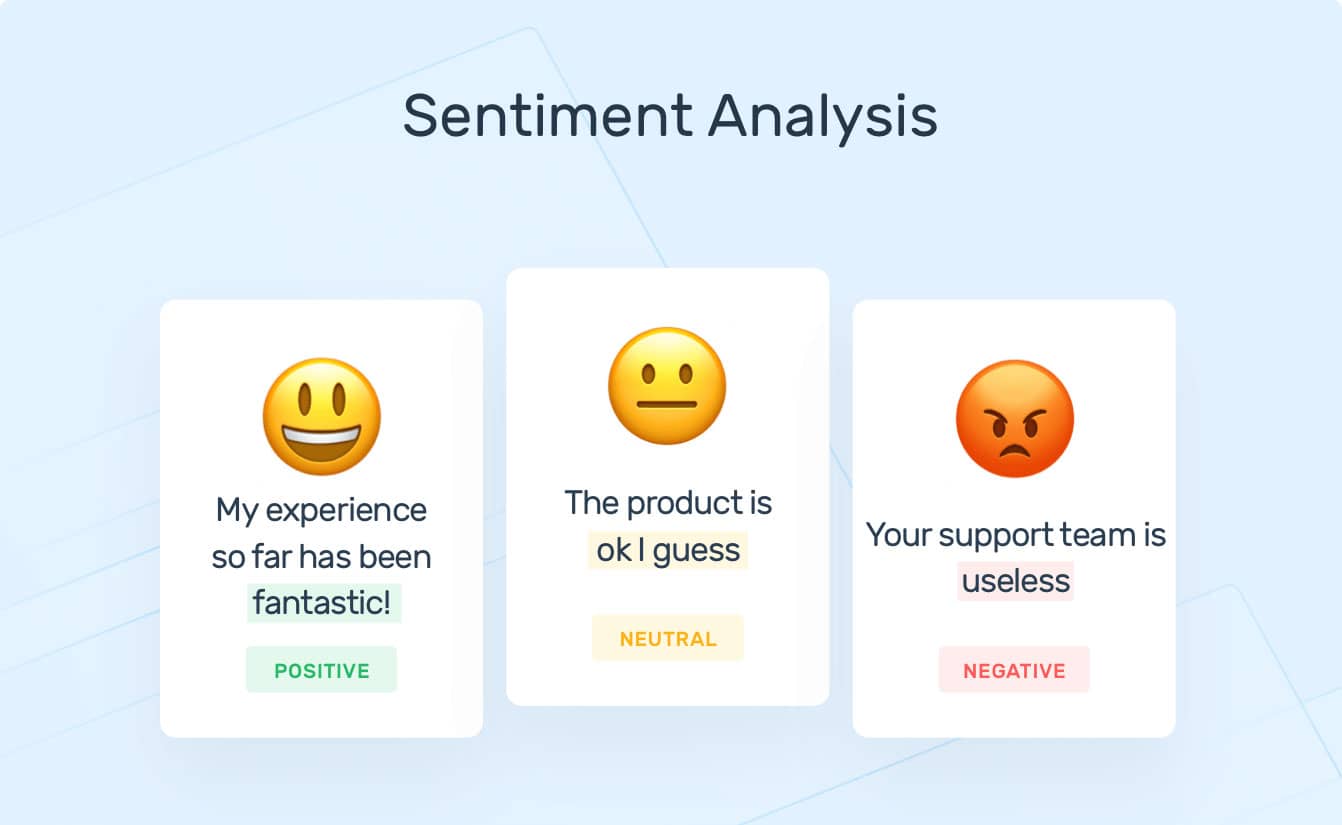 Sentiment Analysis
My experience
so far has been
fantastic!
POSITIVE
The product is
ok I guess
NEUTRAL
Your support team is
useless
NEGATIVE